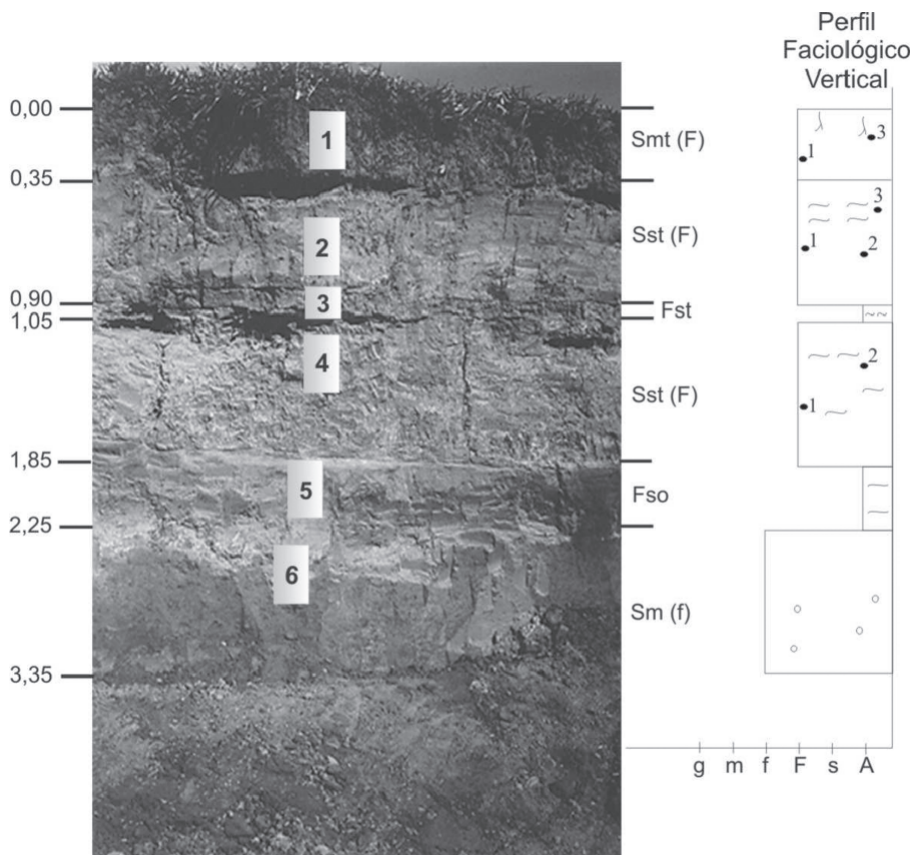 Perfil
Faciológico
Vertical
0,00
1
Smt (F)
3
1
0,35
2
Sst (F)
3
1
2
0,90
3
Fst
1,05
4
Sst (F)
2
1
1,85
5
Fso
2,25
6
Sm (f)
3,35
g m f F s A